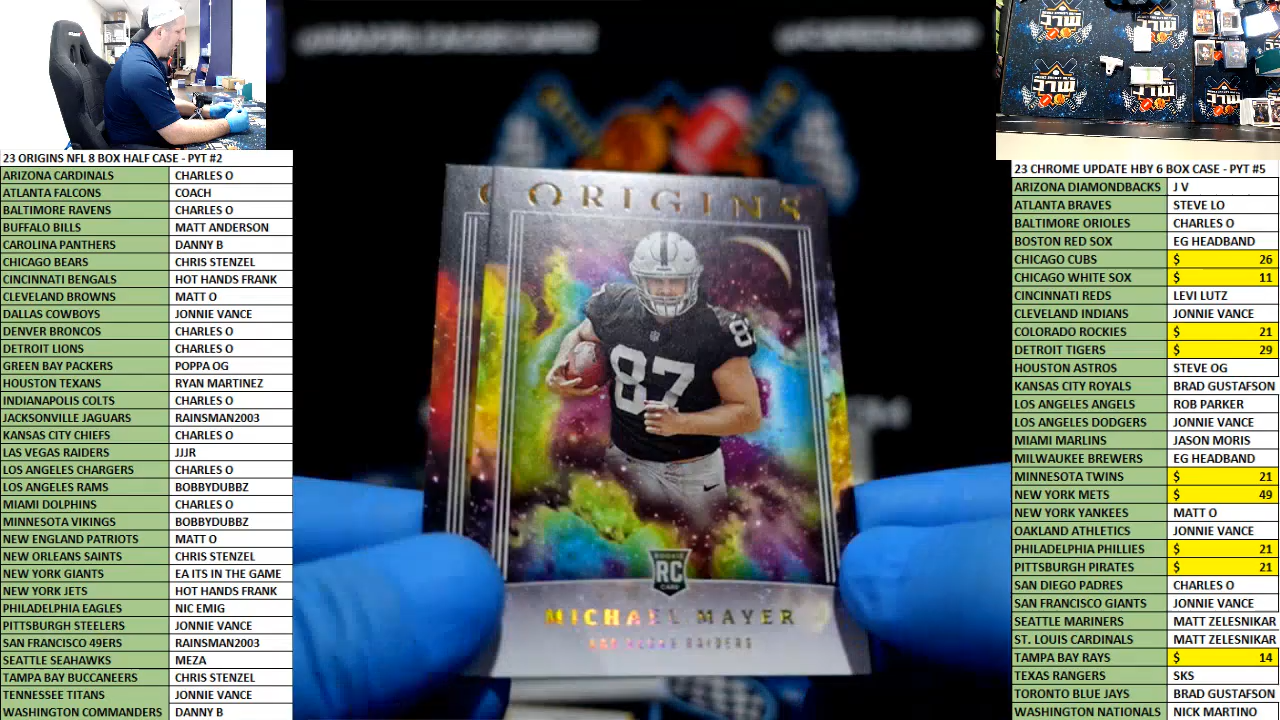 23 ORIGINS NFL 8 BOX HALF CASE - PYT #2
ARIZONA CARDINALS CHARLES O
ATLANTA FALCONS COACH
BALTIMORE RAVENS CHARLES O
BUFFALO BILLS MATT ANDERSON
CAROLINA PANTHERS DANNY B
CHICAGO BEARS CHRIS STENZEL
CINCINNATI BENGALS HOT HANDS FRANK
CLEVELAND BROWNS MATT O
DALLAS COWBOYS JONNIE VANCE
DENVER BRONCOS CHARLES O
DETROIT LIONS CHARLES O
GREEN BAY PACKERS POPPA OG
HOUSTON TEXANS RYAN MARTINEZ
INDIANAPOLIS COLTS CHARLES O
JACKSONVILLE JAGUARS RAINSMAN2003
KANSAS CITY CHIEFS CHARLES O
LAS VEGAS RAIDERS JJJR
LOS ANGELES CHARGERS CHARLES O
LOS ANGELES RAMS BOBBYDUBBZ
MIAMI DOLPHINS CHARLES O
MINNESOTA VIKINGS BOBBYDUBBZ
NEW ENGLAND PATRIOTS MATT O
NEW ORLEANS SAINTS CHRIS STENZEL
NEW YORK GIANTS EA ITS IN THE GAME
NEW YORK JETS HOT HANDS FRANK
PHILADELPHIA EAGLES NIC EMIG
PITTSBURGH STEELERS JONNIE VANCE
SAN FRANCISCO 49ERS RAINSMAN2003
SEATTLE SEAHAWKS MEZA
TAMPA BAY BUCCANEERS CHRIS STENZEL
TENNESSEE TITANS JONNIE VANCE
WASHINGTON COMMANDERS DANNY B
ORIGINS
87
87
ROOKIE
RC
CARD
MICHAEL MAYER
LAS VEGAS RAIDERS
23 CHROME UPDATE HBY 6 BOX CASE - PYT #5
ARIZONA DIAMONDBACKS J V
ATLANTA BRAVES STEVE LO
BALTIMORE ORIOLES CHARLES O
BOSTON RED SOX EG HEADBAND
CHICAGO CUBS $ 26
CHICAGO WHITE SOX $ 11
CINCINNATI REDS LEVI LUTZ
CLEVELAND INDIANS JONNIE VANCE
COLORADO ROCKIES $ 21
DETROIT TIGERS $ 29
HOUSTON ASTROS STEVE OG
KANSAS CITY ROYALS BRAD GUSTAFSON
LOS ANGELES ANGELS ROB PARKER
LOS ANGELES DODGERS JONNIE VANCE
MIAMI MARLINS JASON MORIS
MILWAUKEE BREWERS EG HEADBAND
MINNESOTA TWINS $ 21
NEW YORK METS $ 49
NEW YORK YANKEES MATT O
OAKLAND ATHLETICS JONNIE VANCE
PHILADELPHIA PHILLIES $ 21
PITTSBURGH PIRATES $ 21
SAN DIEGO PADRES CHARLES O
SAN FRANCISCO GIANTS JONNIE VANCE
SEATTLE MARINERS MATT ZELESNIKAR
ST. LOUIS CARDINALS MATT ZELESNIKAR
TAMPA BAY RAYS $ 14
TEXAS RANGERS SKS
TORONTO BLUE JAYS BRAD GUSTAFSON
WASHINGTON NATIONALS NICK MARTINO